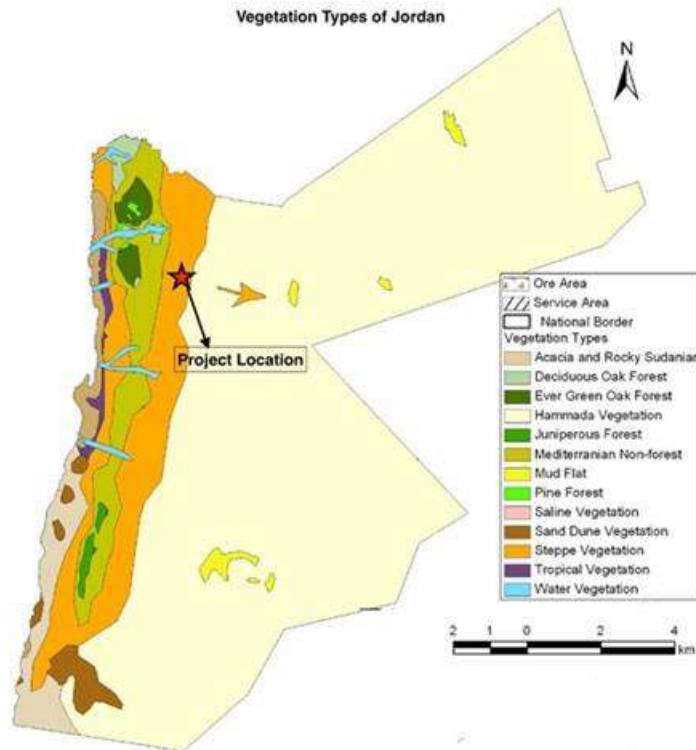 Vegetation Types of Jordan
N
Project Location
Ore Area
Service Area
National Border
Vegetation Types
Acacia and Rocky Sudanian
Deciduous Oak Forest
Ever Green Oak Forest
Hammada Vegetation
Juniperous Forest
Mediterranian Non-forest
Mud Flat
Pine Forest
Saline Vegetation
Sand Dune Vegetation
Steppe Vegetation
Tropical Vegetation
Water Vegetation
2 1 0 2 4
km